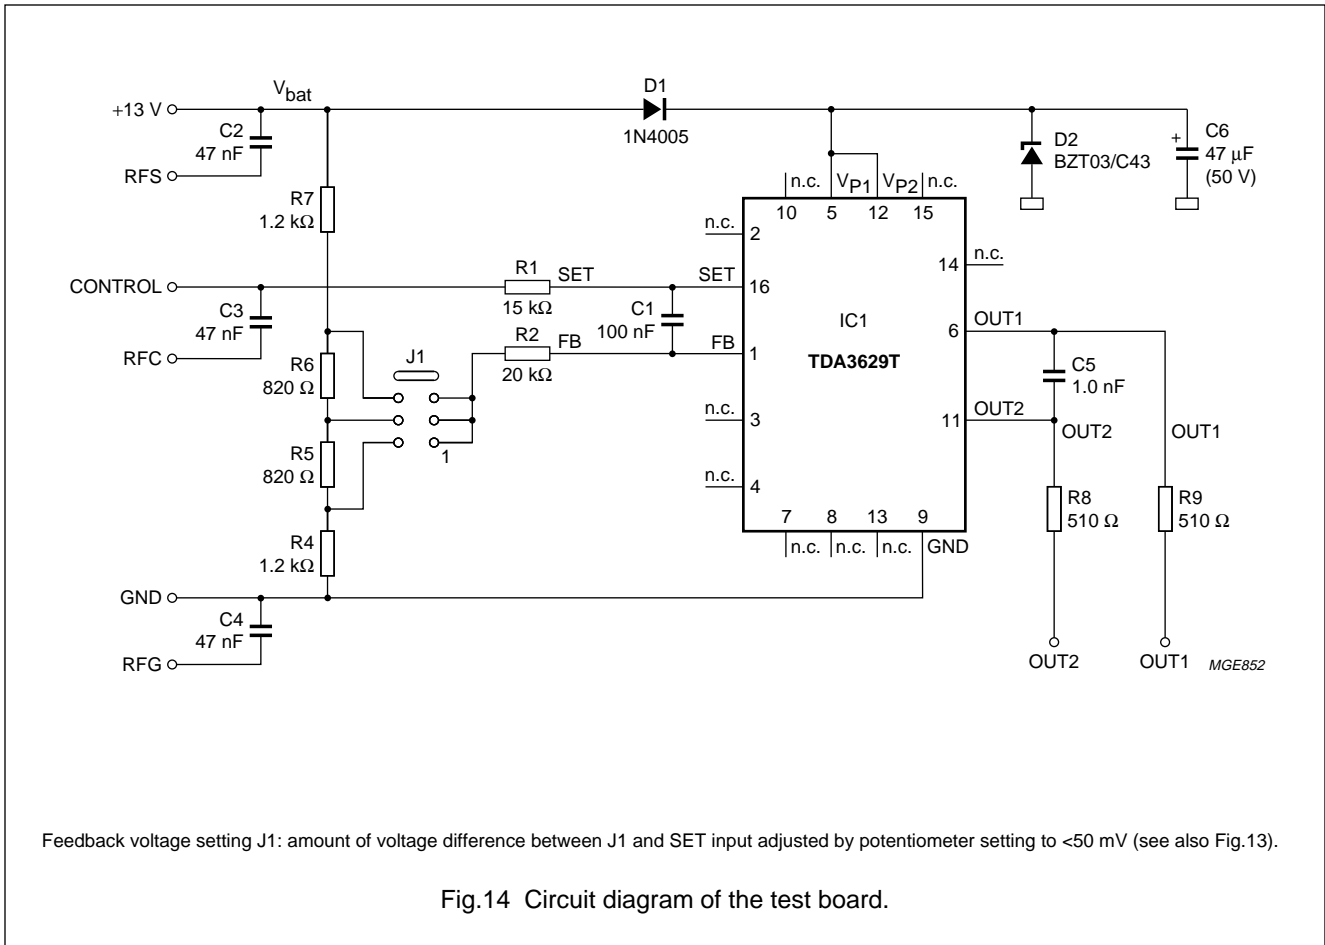 V_bat
D1
+13 V
1N4005
C2
47 nF
D2
BZT03/C43
C6
+
47 µF
(50 V)
RFS
R7
1.2 kΩ
n.c.
V_P1
V_P2
n.c.
10
5
12
15
n.c.
2
14
n.c.
CONTROL
R1
SET
SET
16
15 kΩ
C3
47 nF
C1
100 nF
IC1
TDA3629T
6
OUT1
R2
FB
FB
1
20 kΩ
RFC
R6
820 Ω
J1
C5
1.0 nF
n.c.
3
11
OUT2
OUT2
OUT1
R5
820 Ω
1
n.c.
4
R8
510 Ω
R9
510 Ω
7
8
13
9
n.c.
n.c.
n.c.
GND
R4
1.2 kΩ
GND
C4
47 nF
RFG
OUT2
OUT1
MGE852
Feedback voltage setting J1: amount of voltage difference between J1 and SET input adjusted by potentiometer setting to <50 mV (see also Fig.13).
Fig.14 Circuit diagram of the test board.